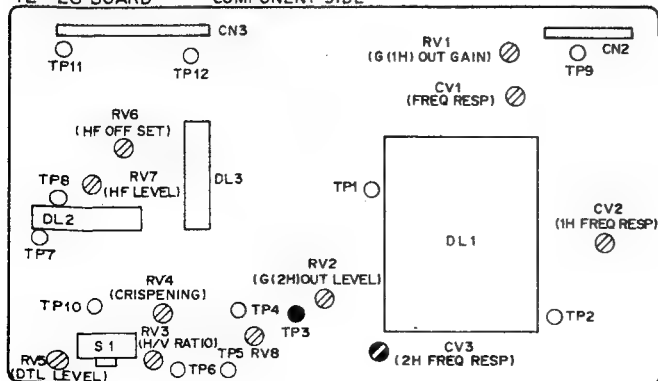 COMPONENT SIDE
CN3
TP11
TP12
RV1
(G(1H) OUT GAIN)
CN2
TP9
CV1
(FREQ RESP)
RV6
(HF OFF SET)
RV7
(HF LEVEL)
TP8
DL3
DL2
TP7
TP1
DL1
CV2
(1H FREQ RESP)
RV2
(G(2H)OUT LEVEL)
RV4
(CRISPENING)
TP10
TP4
TP3
TP2
S1
RV3
(H/V RATIO)
TP5
RV8
RV5
(DTL LEVEL)
TP6
CV3
(2H FREQ RESP)